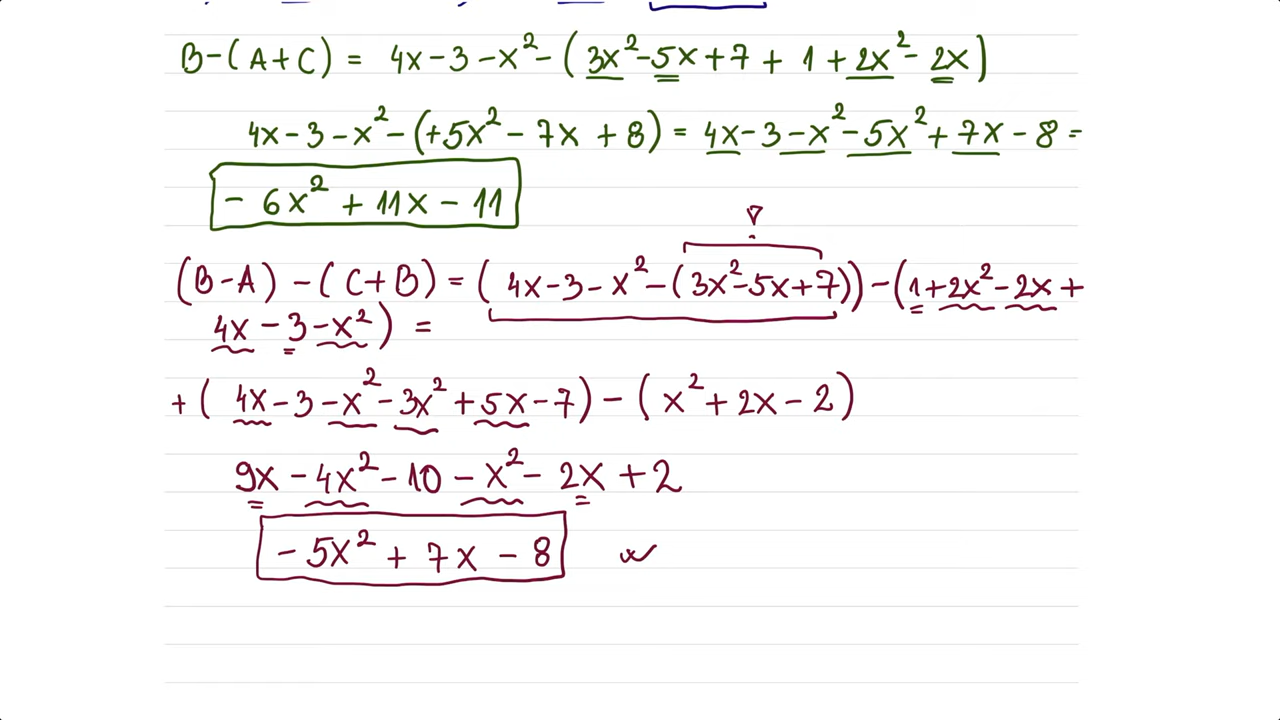 B-(A+C) = 4x-3-x²-(3x²-5x+7+1+2x²-2x)
4x-3-x²-(+5x²-7x+8) = 4x-3-x²-5x²+7x-8=
-6x²+11x-11
(B-A)-(C+B)=(4x-3-x²-(3x²-5x+7))-(1+2x²-2x+
4x-3-x²)=
+(4x-3-x²-3x²+5x-7)-(x²+2x-2)
9x-4x²-10-x²-2x+2
-5x²+7x-8